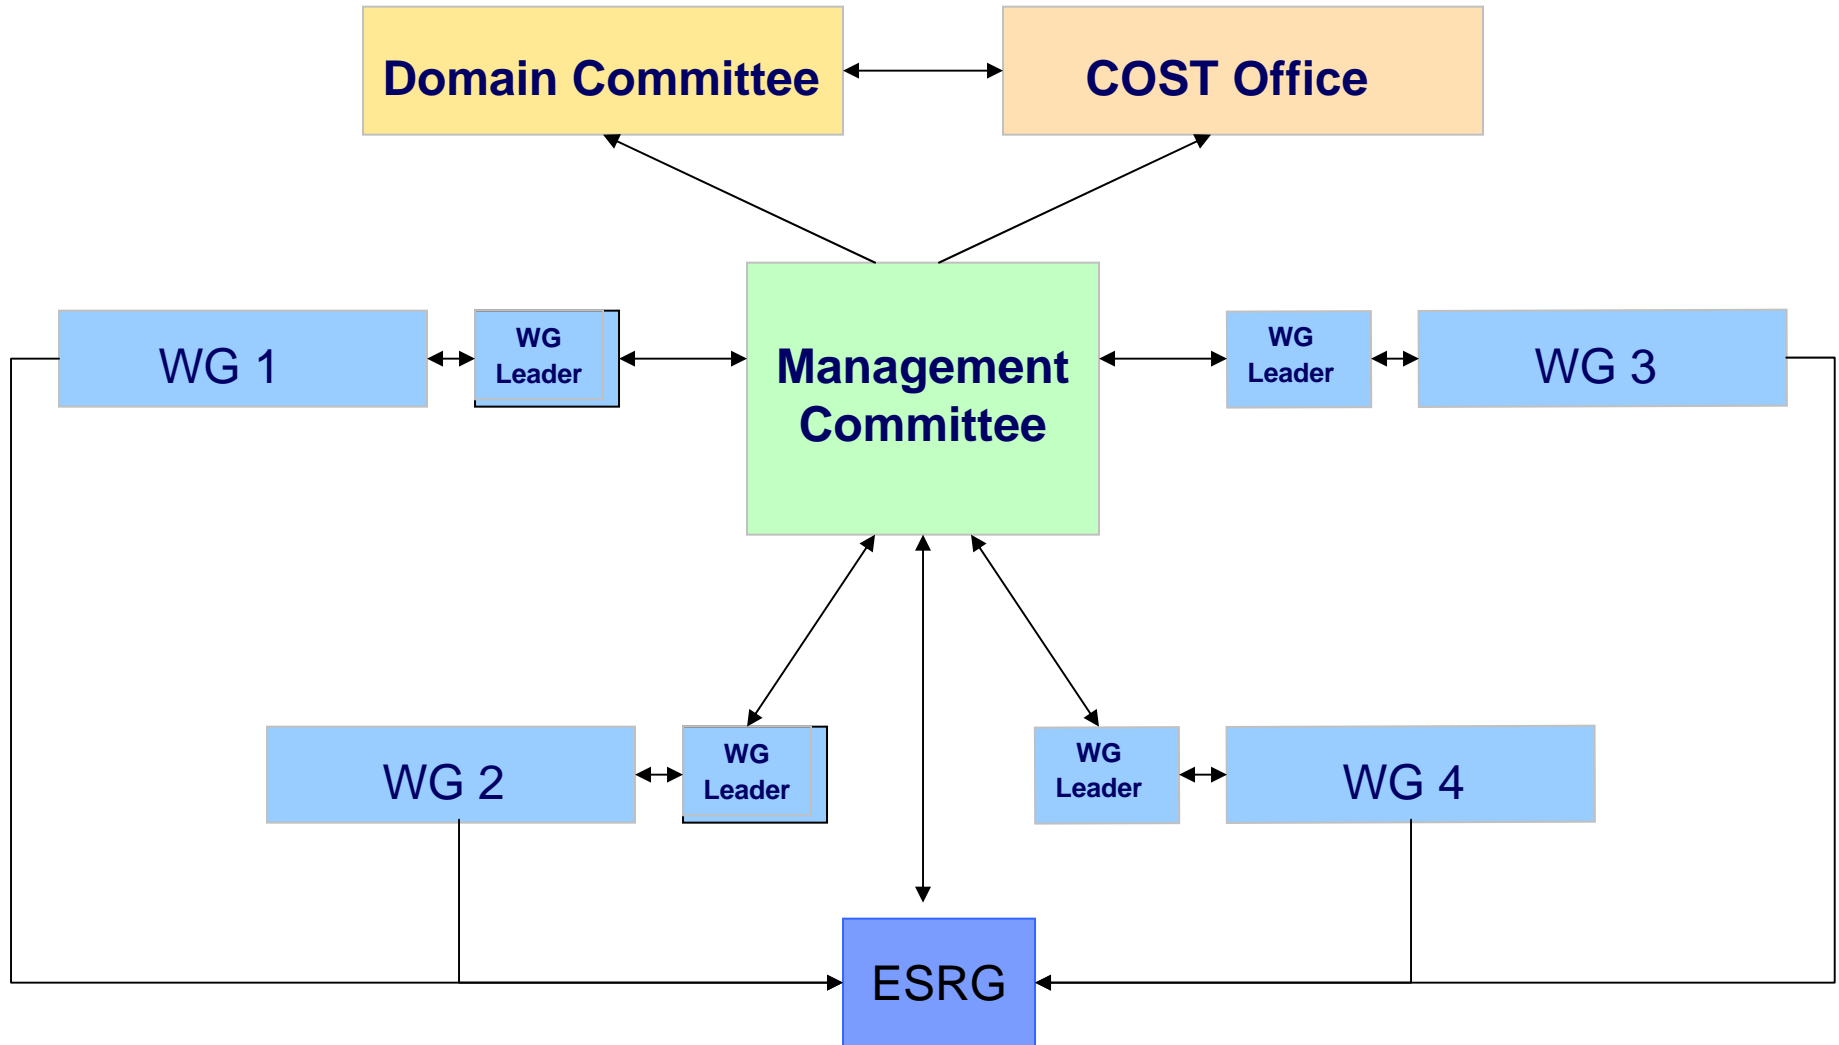 Domain Committee
COST Office
WG 1
WG
Leader
Management
Committee
WG
Leader
WG 3
WG 2
WG
Leader
WG
Leader
WG 4
ESRG